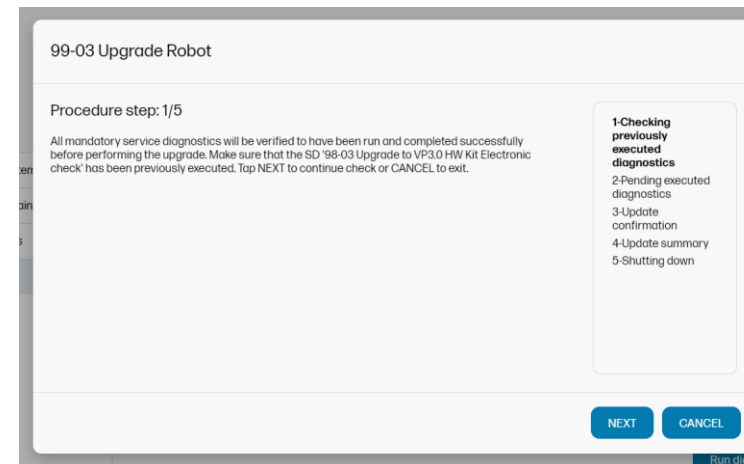 99-03 Upgrade Robot
Procedure step: 1/5
All mandatory service diagnostics will be verified to have been run and completed successfully
before performing the upgrade. Make sure that the SD '98-03 Upgrade to VP3.0 HW Kit Electronic
check' has been previously executed. Tap NEXT to continue check or CANCEL to exit.
1-Checking
previously
executed
diagnostics
2-Pending executed
diagnostics
3-Update
confirmation
4-Update summary
5-Shutting down
NEXT
CANCEL